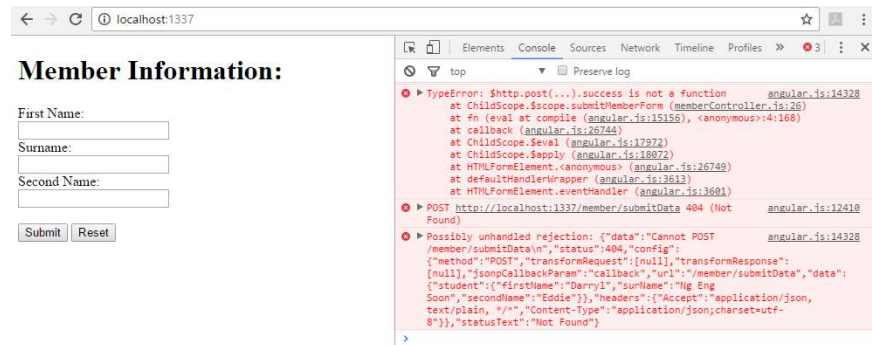 localhost:1337
Elements Console Sources Network Timeline Profiles » 3
top Preserve log
Member Information:
First Name:
Surname:
Second Name:
Submit Reset
TypeError: $http.post(...).success is not a function angular.js:14328
at ChildScope.$scope.submitMemberForm (memberController.js:26)
at fn (eval at compile (angular.js:15156), <anonymous>:4:168)
at callback (angular.js:26744)
at ChildScope.$eval (angular.js:17972)
at ChildScope.$apply (angular.js:18072)
at HTMLFormElement.<anonymous> (angular.js:26749)
at defaultHandlerWrapper (angular.js:3613)
at HTMLFormElement.eventHandler (angular.js:3601)
POST http://localhost:1337/member/submitData 404 (Not angular.js:12410
Found)
Possibly unhandled rejection: {"data":"Cannot POST angular.js:14328
/member/submitData\n","status":404,"config":
{"method":"POST","transformRequest":[null],"transformResponse":
[null],"jsonpCallbackParam":"callback","url":"/member/submitData","data":
{"student":{"firstName":"Darryl","surName":"Ng Eng
Soon","secondName":"Eddie"}},"headers":{"Accept":"application/json,
text/plain, */*","Content-Type":"application/json;charset=utf-
8"}},"statusText":"Not Found"}